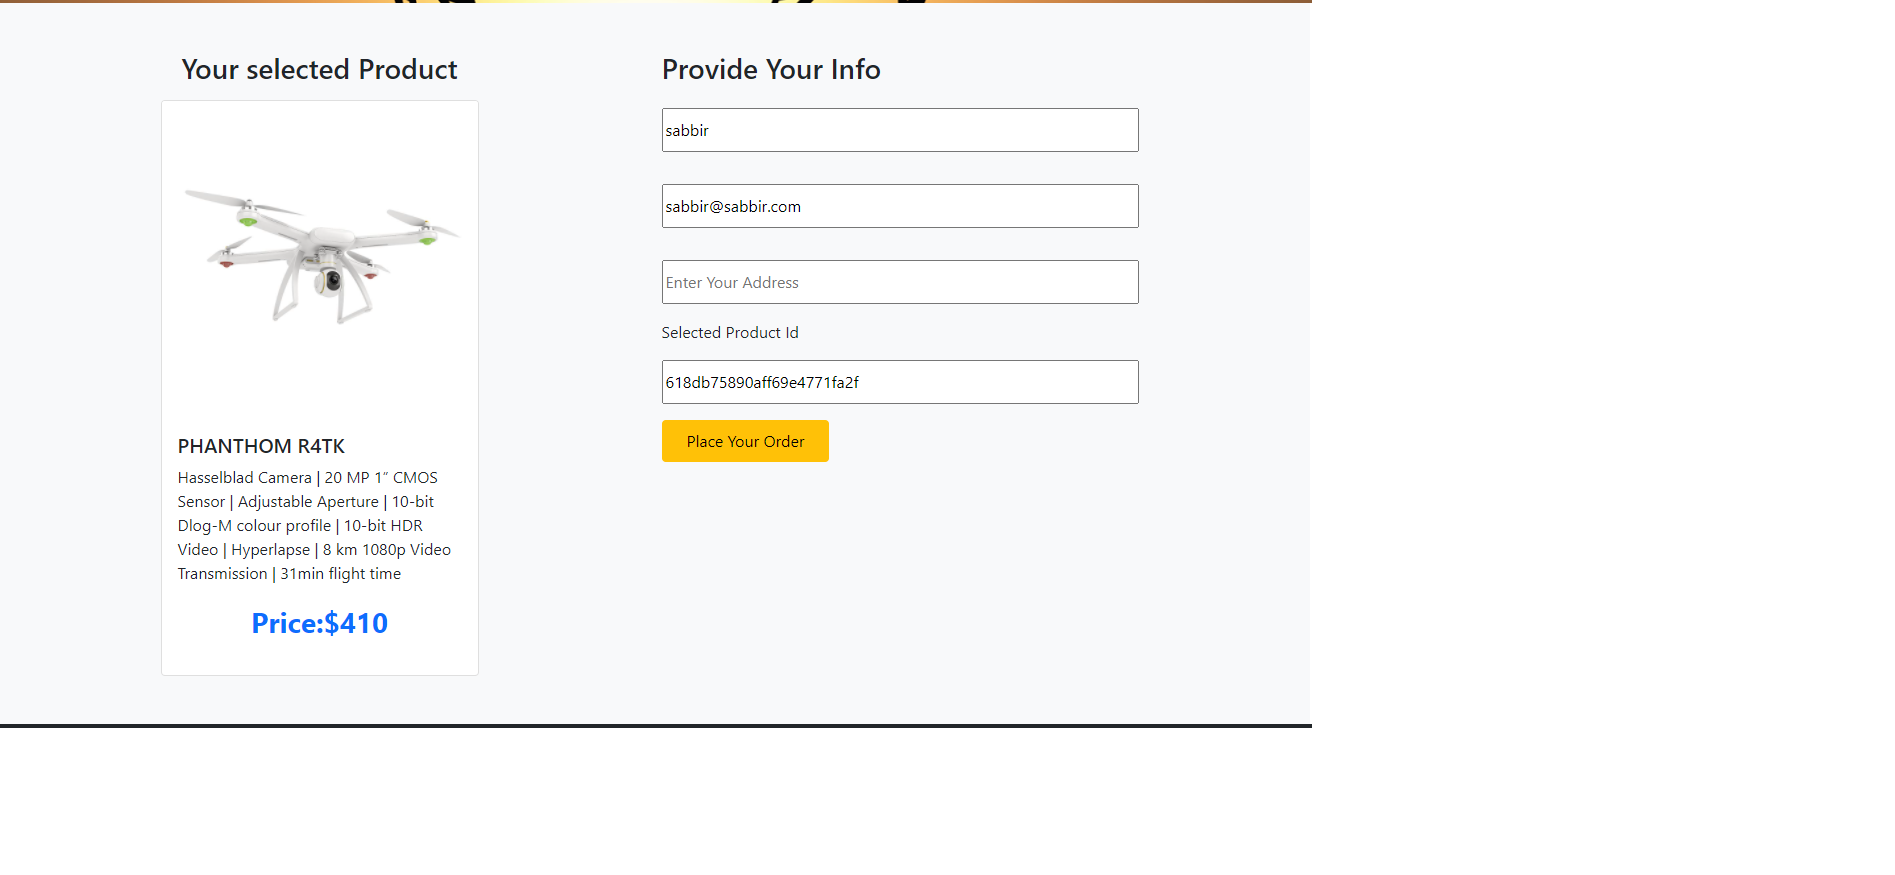 Your selected Product
PHANTHOM R4TK
Hasselblad Camera | 20 MP 1″ CMOS
Sensor | Adjustable Aperture | 10-bit
Dlog-M colour profile | 10-bit HDR
Video | Hyperlapse | 8 km 1080p Video
Transmission | 31min flight time
Price:$410
Provide Your Info
sabbir
sabbir@sabbir.com
Enter Your Address
Selected Product Id
618db75890aff69e4771fa2f
Place Your Order